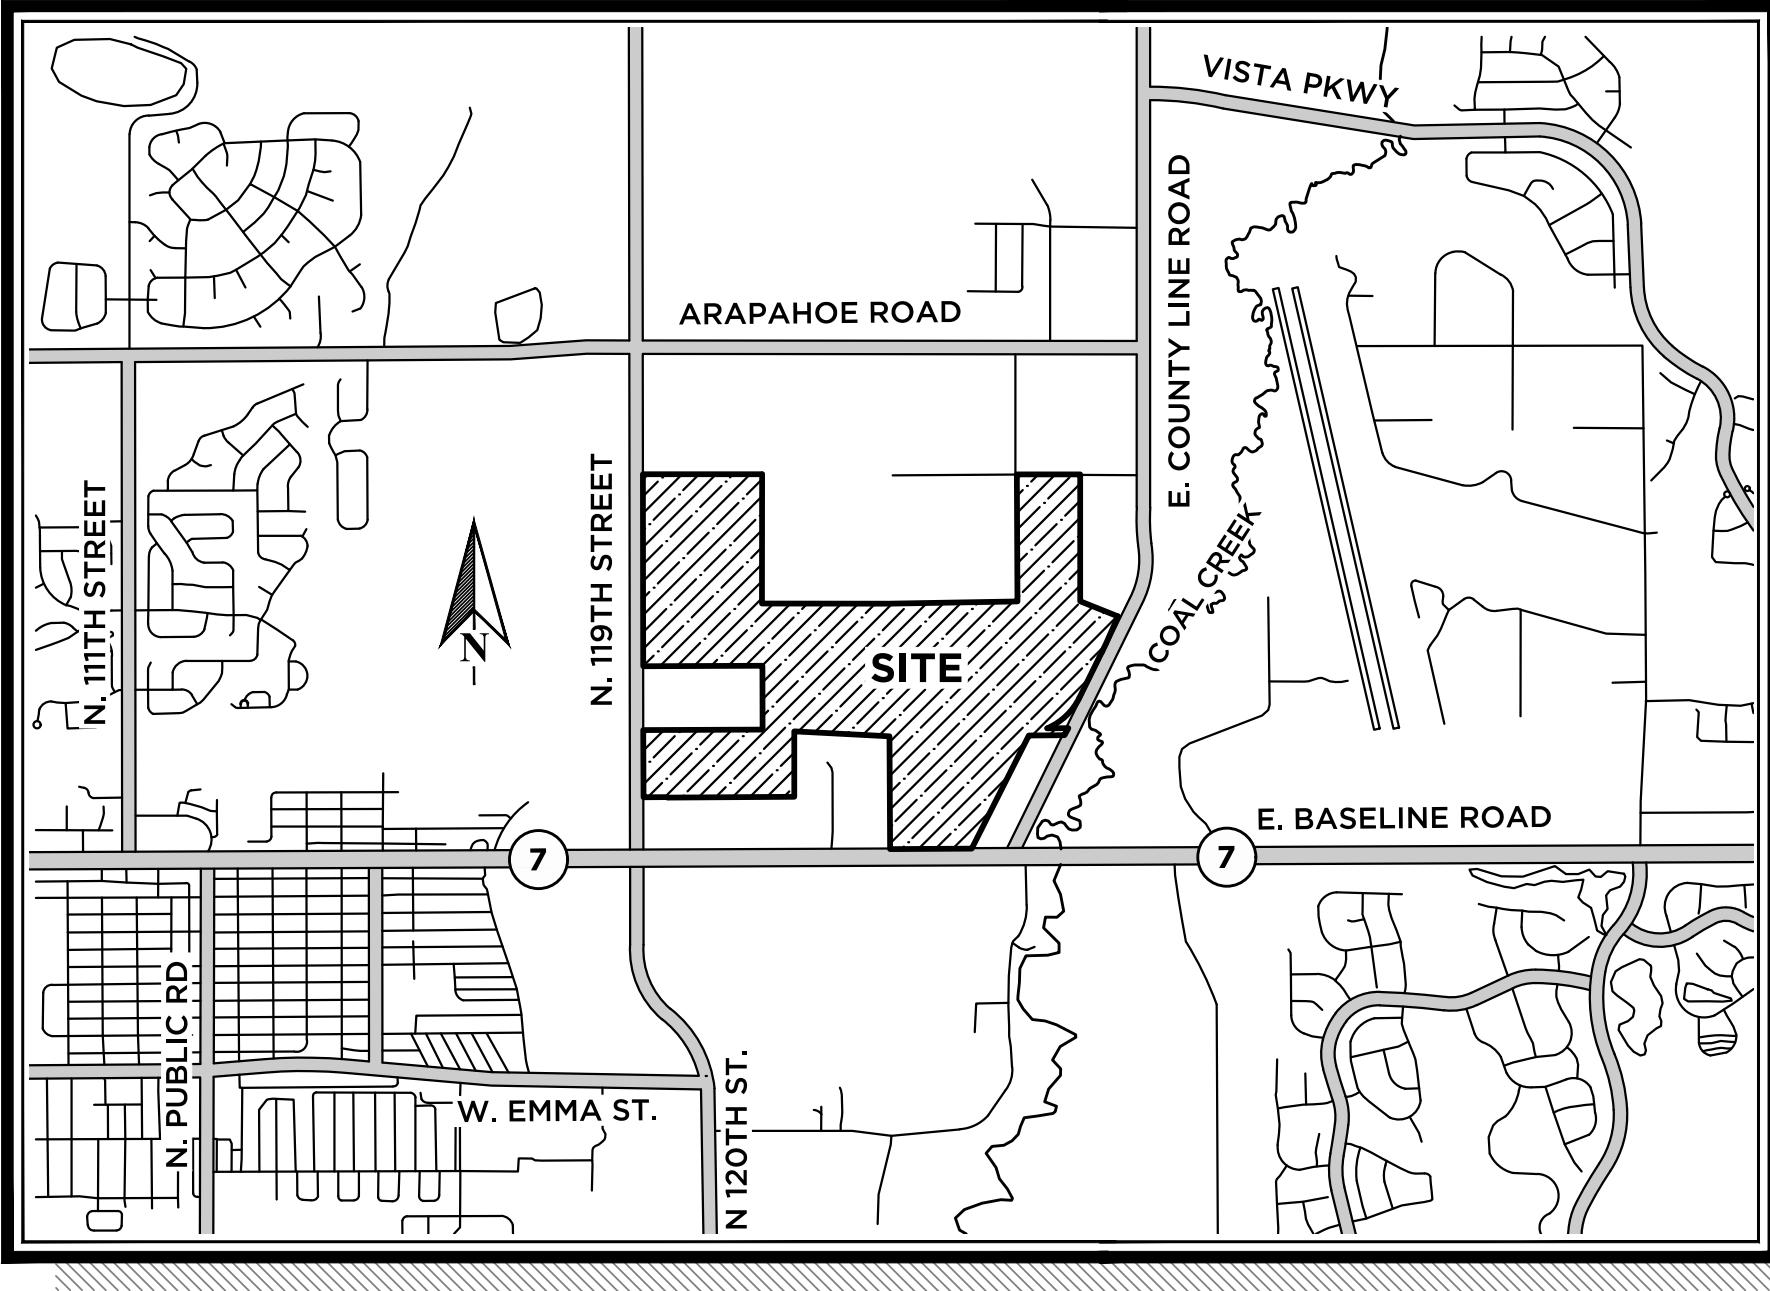 VISTA PKWY
E. COUNTY LINE ROAD
ARAPAHOE ROAD
N. 111TH STREET
N. 119TH STREET
COAL CREEK
N
SITE
E. BASELINE ROAD
7
7
N. PUBLIC RD
W. EMMA ST.
N 120TH ST.